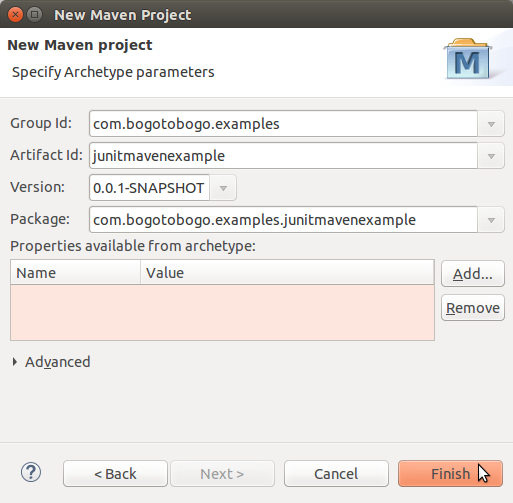 New Maven Project
New Maven project
Specify Archetype parameters
M
Group Id: com.bogotobogo.examples
Artifact Id: junitmavenexample
Version: 0.0.1-SNAPSHOT
Package: com.bogotobogo.examples.junitmavenexample
Properties available from archetype:
Name Value
Add...
Remove
Advanced
? < Back Next > Cancel Finish